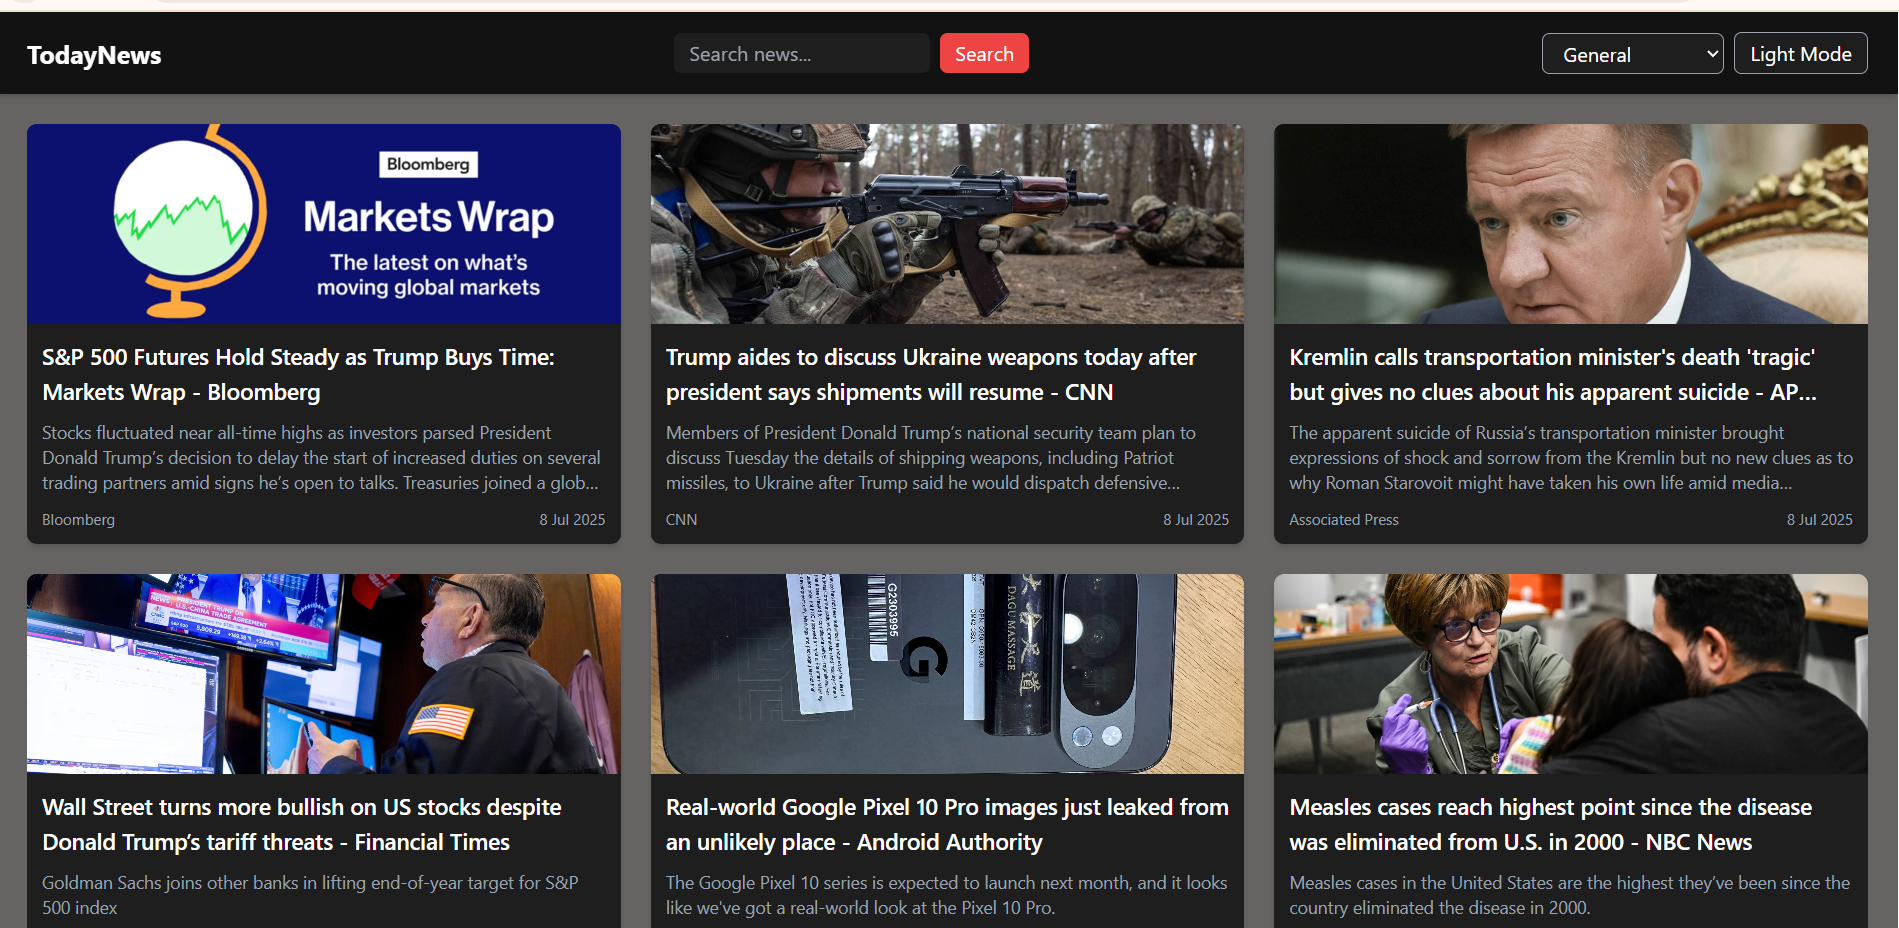 TodayNews
Search news...
Search
General
Light Mode
Bloomberg
Markets Wrap
The latest on what's
moving global markets
S&P 500 Futures Hold Steady as Trump Buys Time:
Markets Wrap - Bloomberg
Stocks fluctuated near all-time highs as investors parsed President
Donald Trump’s decision to delay the start of increased duties on several
trading partners amid signs he’s open to talks. Treasuries joined a glob...
Bloomberg
8 Jul 2025
Trump aides to discuss Ukraine weapons today after
president says shipments will resume - CNN
Members of President Donald Trump’s national security team plan to
discuss Tuesday the details of shipping weapons, including Patriot
missiles, to Ukraine after Trump said he would dispatch defensive...
CNN
8 Jul 2025
Kremlin calls transportation minister's death 'tragic'
but gives no clues about his apparent suicide - AP...
The apparent suicide of Russia’s transportation minister brought
expressions of shock and sorrow from the Kremlin but no new clues as to
why Roman Starovoit might have taken his own life amid media...
Associated Press
8 Jul 2025
PRESIDENT TRUMP ON
U.S.-CHINA TRADE AGREEMENT
Wall Street turns more bullish on US stocks despite
Donald Trump’s tariff threats - Financial Times
Goldman Sachs joins other banks in lifting end-of-year target for S&P
500 index
G2303995
G
DAGU MASSAGE
道
Real-world Google Pixel 10 Pro images just leaked from
an unlikely place - Android Authority
The Google Pixel 10 series is expected to launch next month, and it looks
like we've got a real-world look at the Pixel 10 Pro.
Measles cases reach highest point since the disease
was eliminated from U.S. in 2000 - NBC News
Measles cases in the United States are the highest they’ve been since the
country eliminated the disease in 2000.